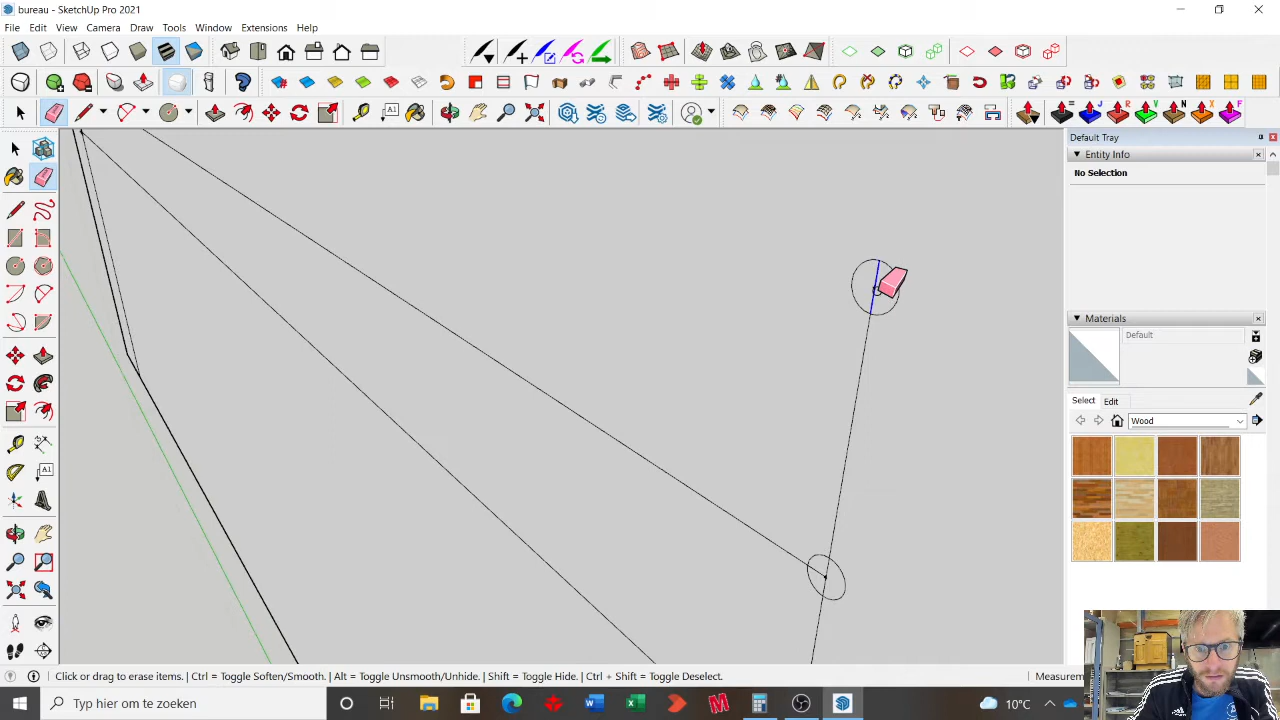 bureau - SketchUp Pro 2021
File Edit View Camera Draw Tools Window Extensions Help
A1
= J R V N X F
Default Tray
Entity Info
No Selection
Materials
Default
Select Edit
Wood
A1
Click or drag to erase items. | Ctrl = Toggle Soften/Smooth. | Alt = Toggle Unsmooth/Unhide. | Shift = Toggle Hide. | Ctrl + Shift = Toggle Deselect.
Measurem
Typ hier om te zoeken
10°C